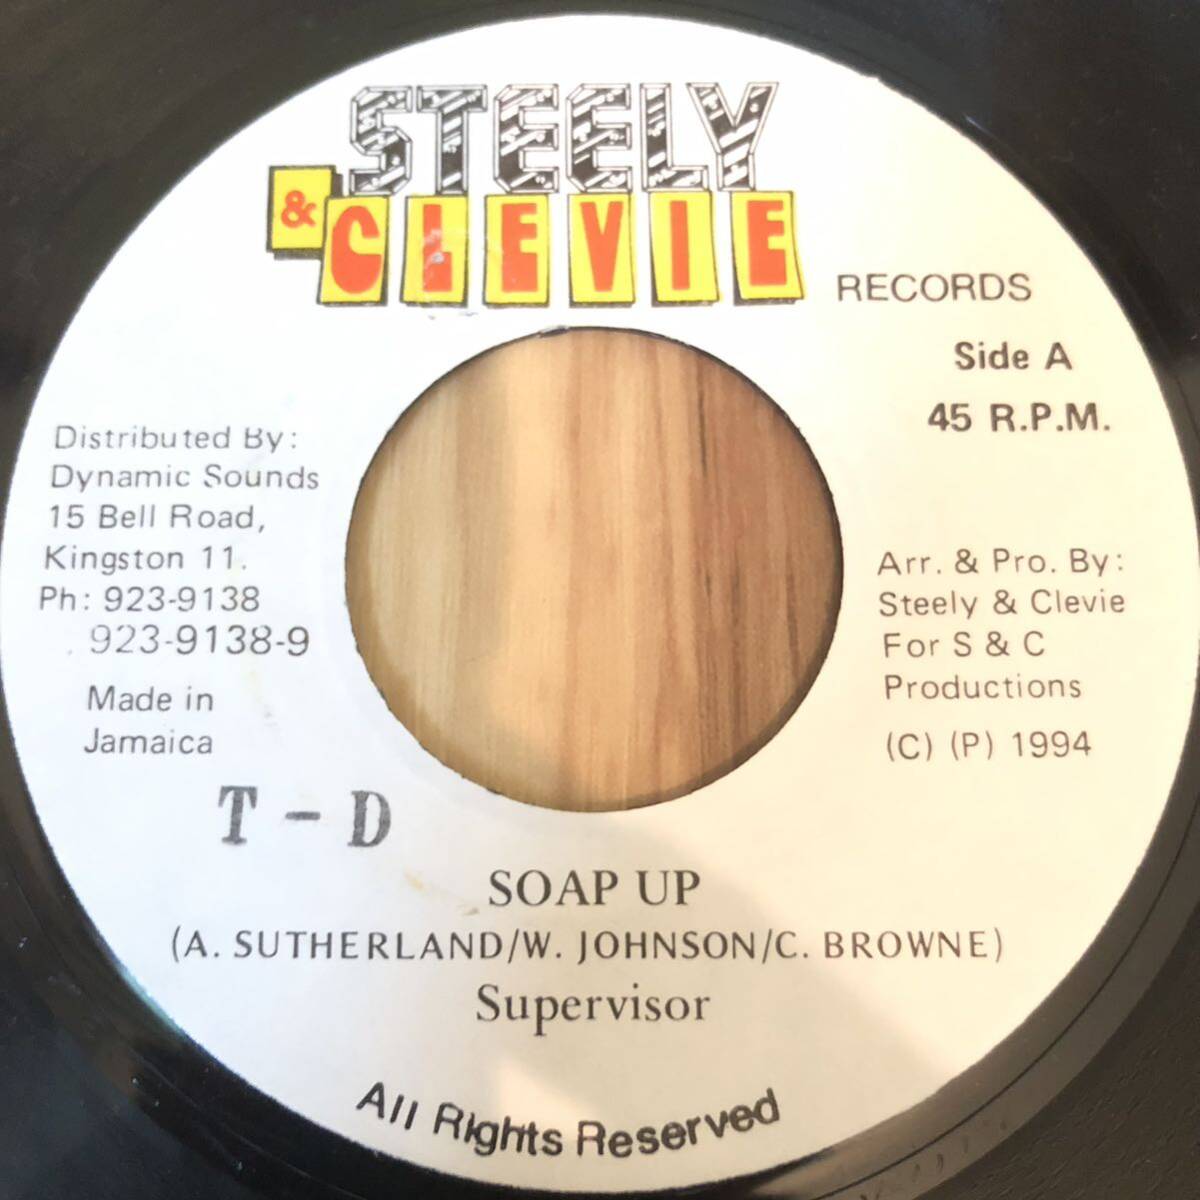 STEELY
& CLEVIE
RECORDS
Side A
45 R.P.M.
Distributed By:
Dynamic Sounds
15 Bell Road,
Kingston 11.
Ph: 923-9138
923-9138-9
Made in
Jamaica
Arr. & Pro. By:
Steely & Clevie
For S & C
Productions
(C) (P) 1994
T - D
SOAP UP
(A. SUTHERLAND/W. JOHNSON/C. BROWNE)
Supervisor
All Rights Reserved